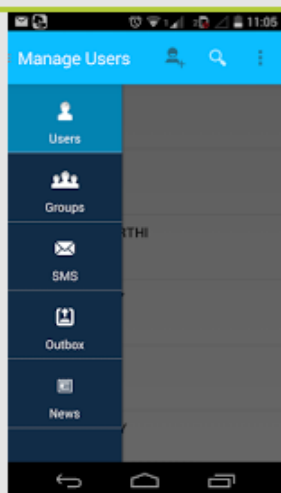 11:05
Manage Users
Users
RTHI
Groups
SMS
Outbox
News